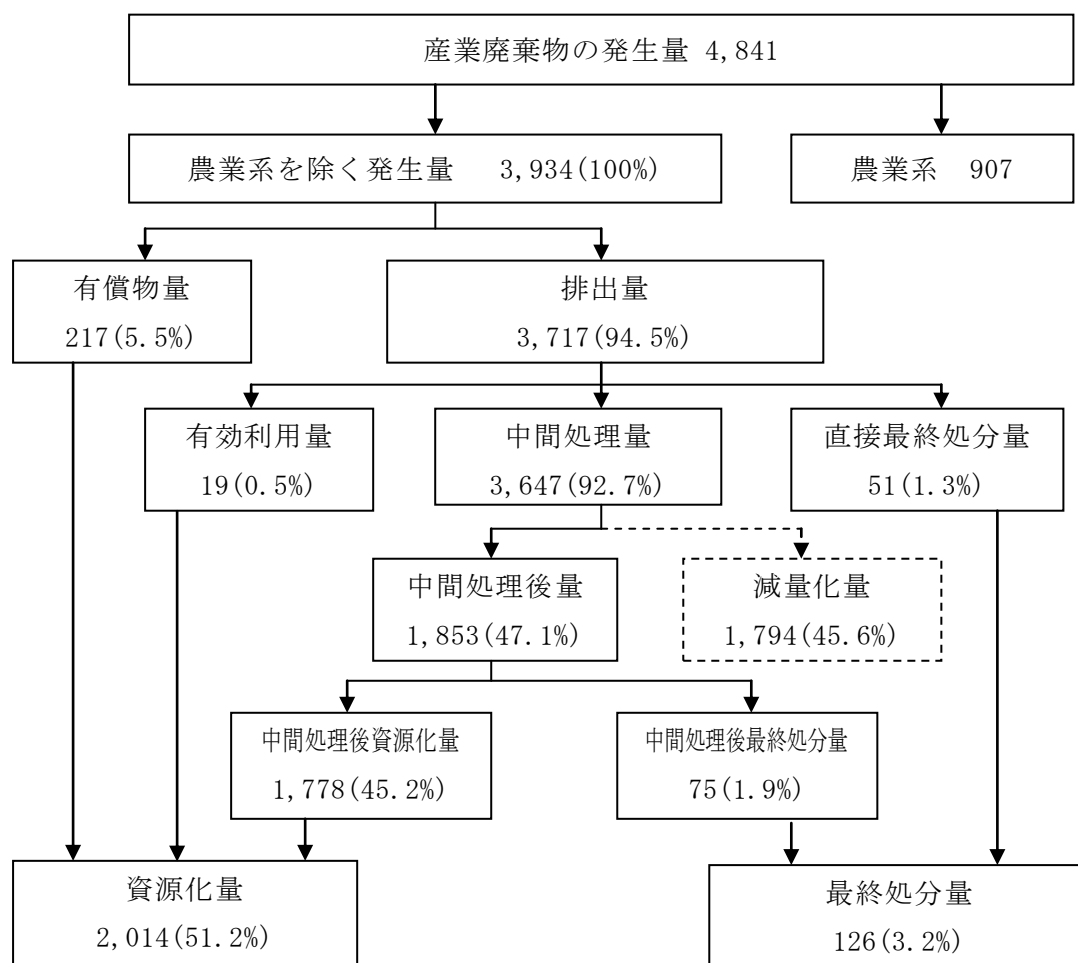 産業廃棄物の発生量 4,841
農業系を除く発生量 3,934(100%)
農業系 907
有償物量
217(5.5%)
排出量
3,717(94.5%)
有効利用量
19(0.5%)
中間処理量
3,647(92.7%)
直接最終処分量
51(1.3%)
中間処理後量
1,853(47.1%)
減量化量
1,794(45.6%)
中間処理後資源化量
1,778(45.2%)
中間処理後最終処分量
75(1.9%)
資源化量
2,014(51.2%)
最終処分量
126(3.2%)